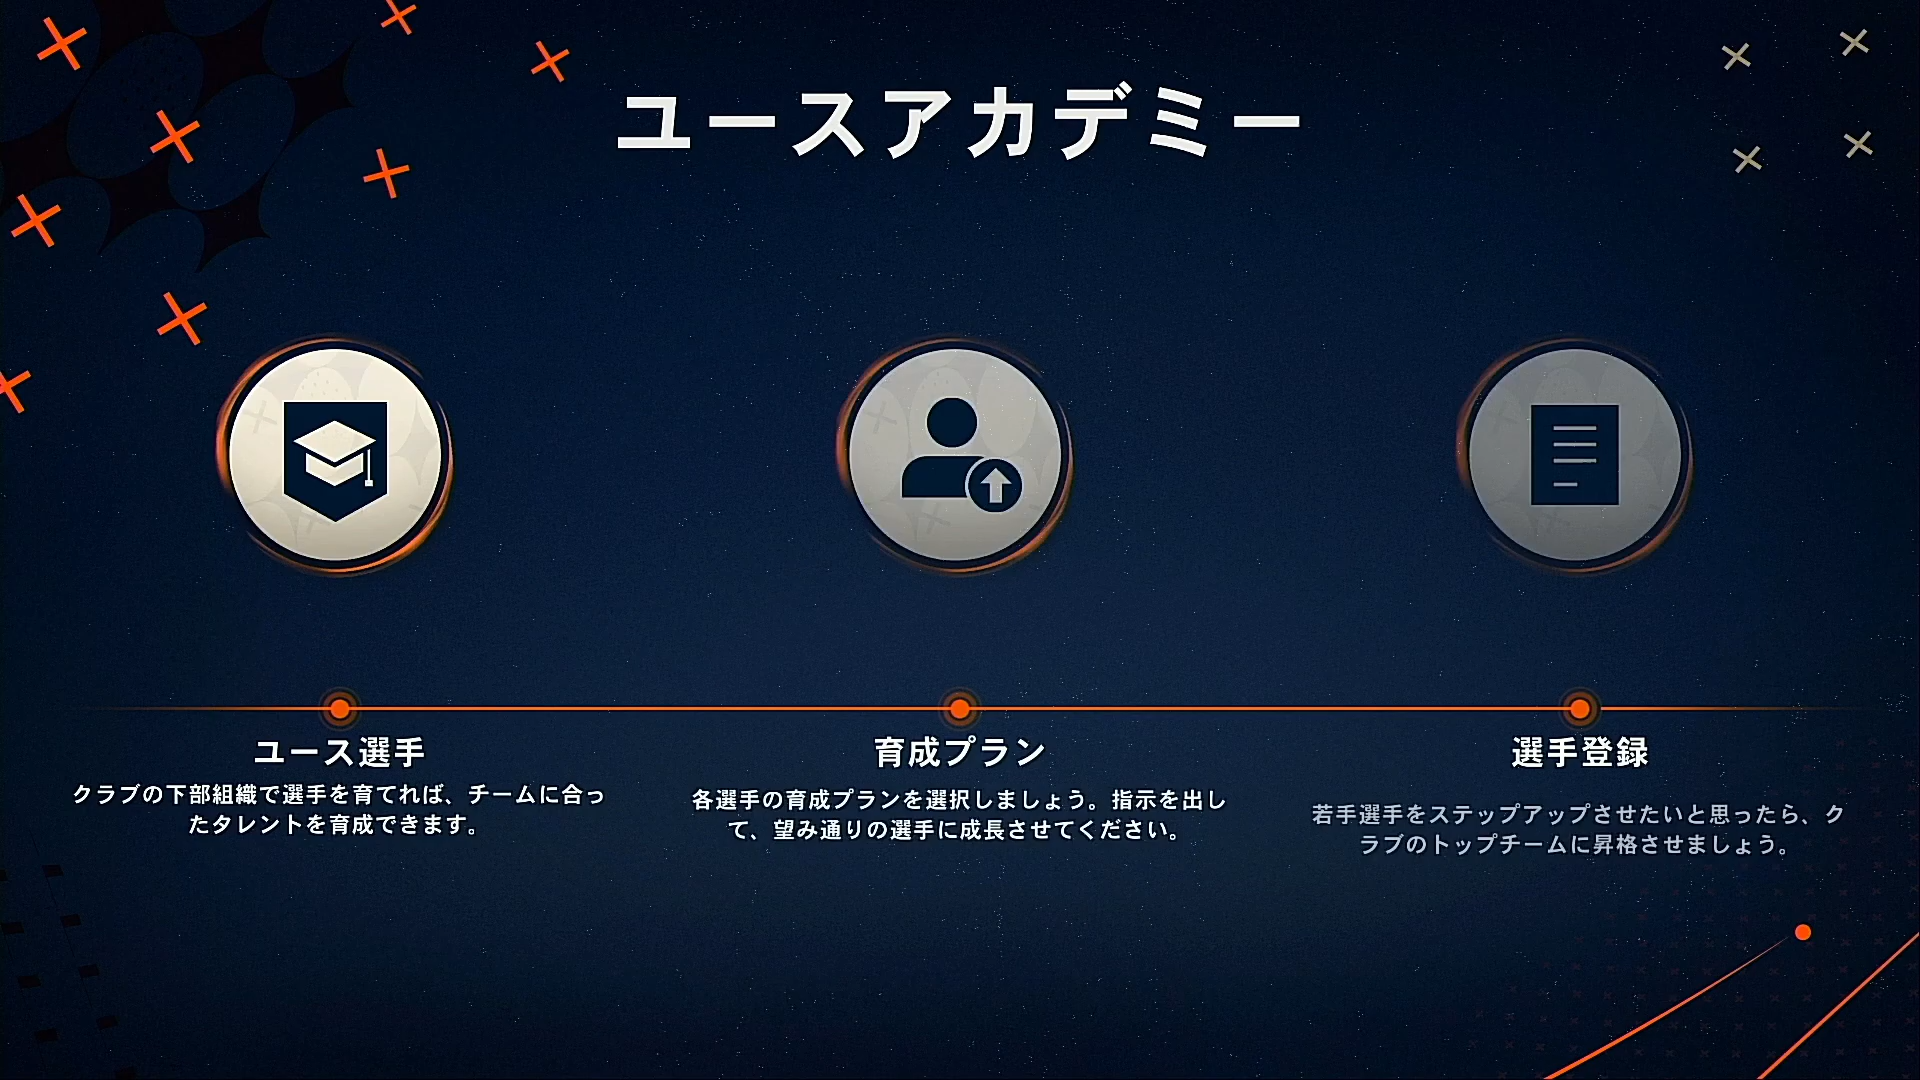 ユースアカデミー
ユース選手
クラブの下部組織で選手を育てれば、チームに合っ
たタレントを育成できます。
育成プラン
各選手の育成プランを選択しましょう。指示を出し
て、望み通りの選手に成長させてください。
選手登録
若手選手をステップアップさせたいと思ったら、ク
ラブのトップチームに昇格させましょう。